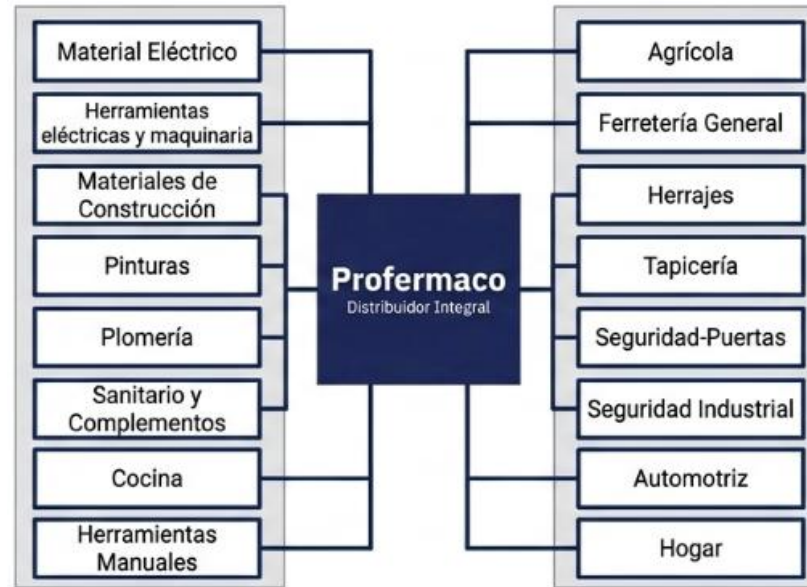 Material Eléctrico
Herramientas
eléctricas y maquinaria
Materiales de
Construcción
Pinturas
Plomería
Sanitario y
Complementos
Cocina
Herramientas
Manuales
Profermaco
Distribuidor Integral
Agrícola
Ferretería General
Herrajes
Tapicería
Seguridad-Puertas
Seguridad Industrial
Automotriz
Hogar